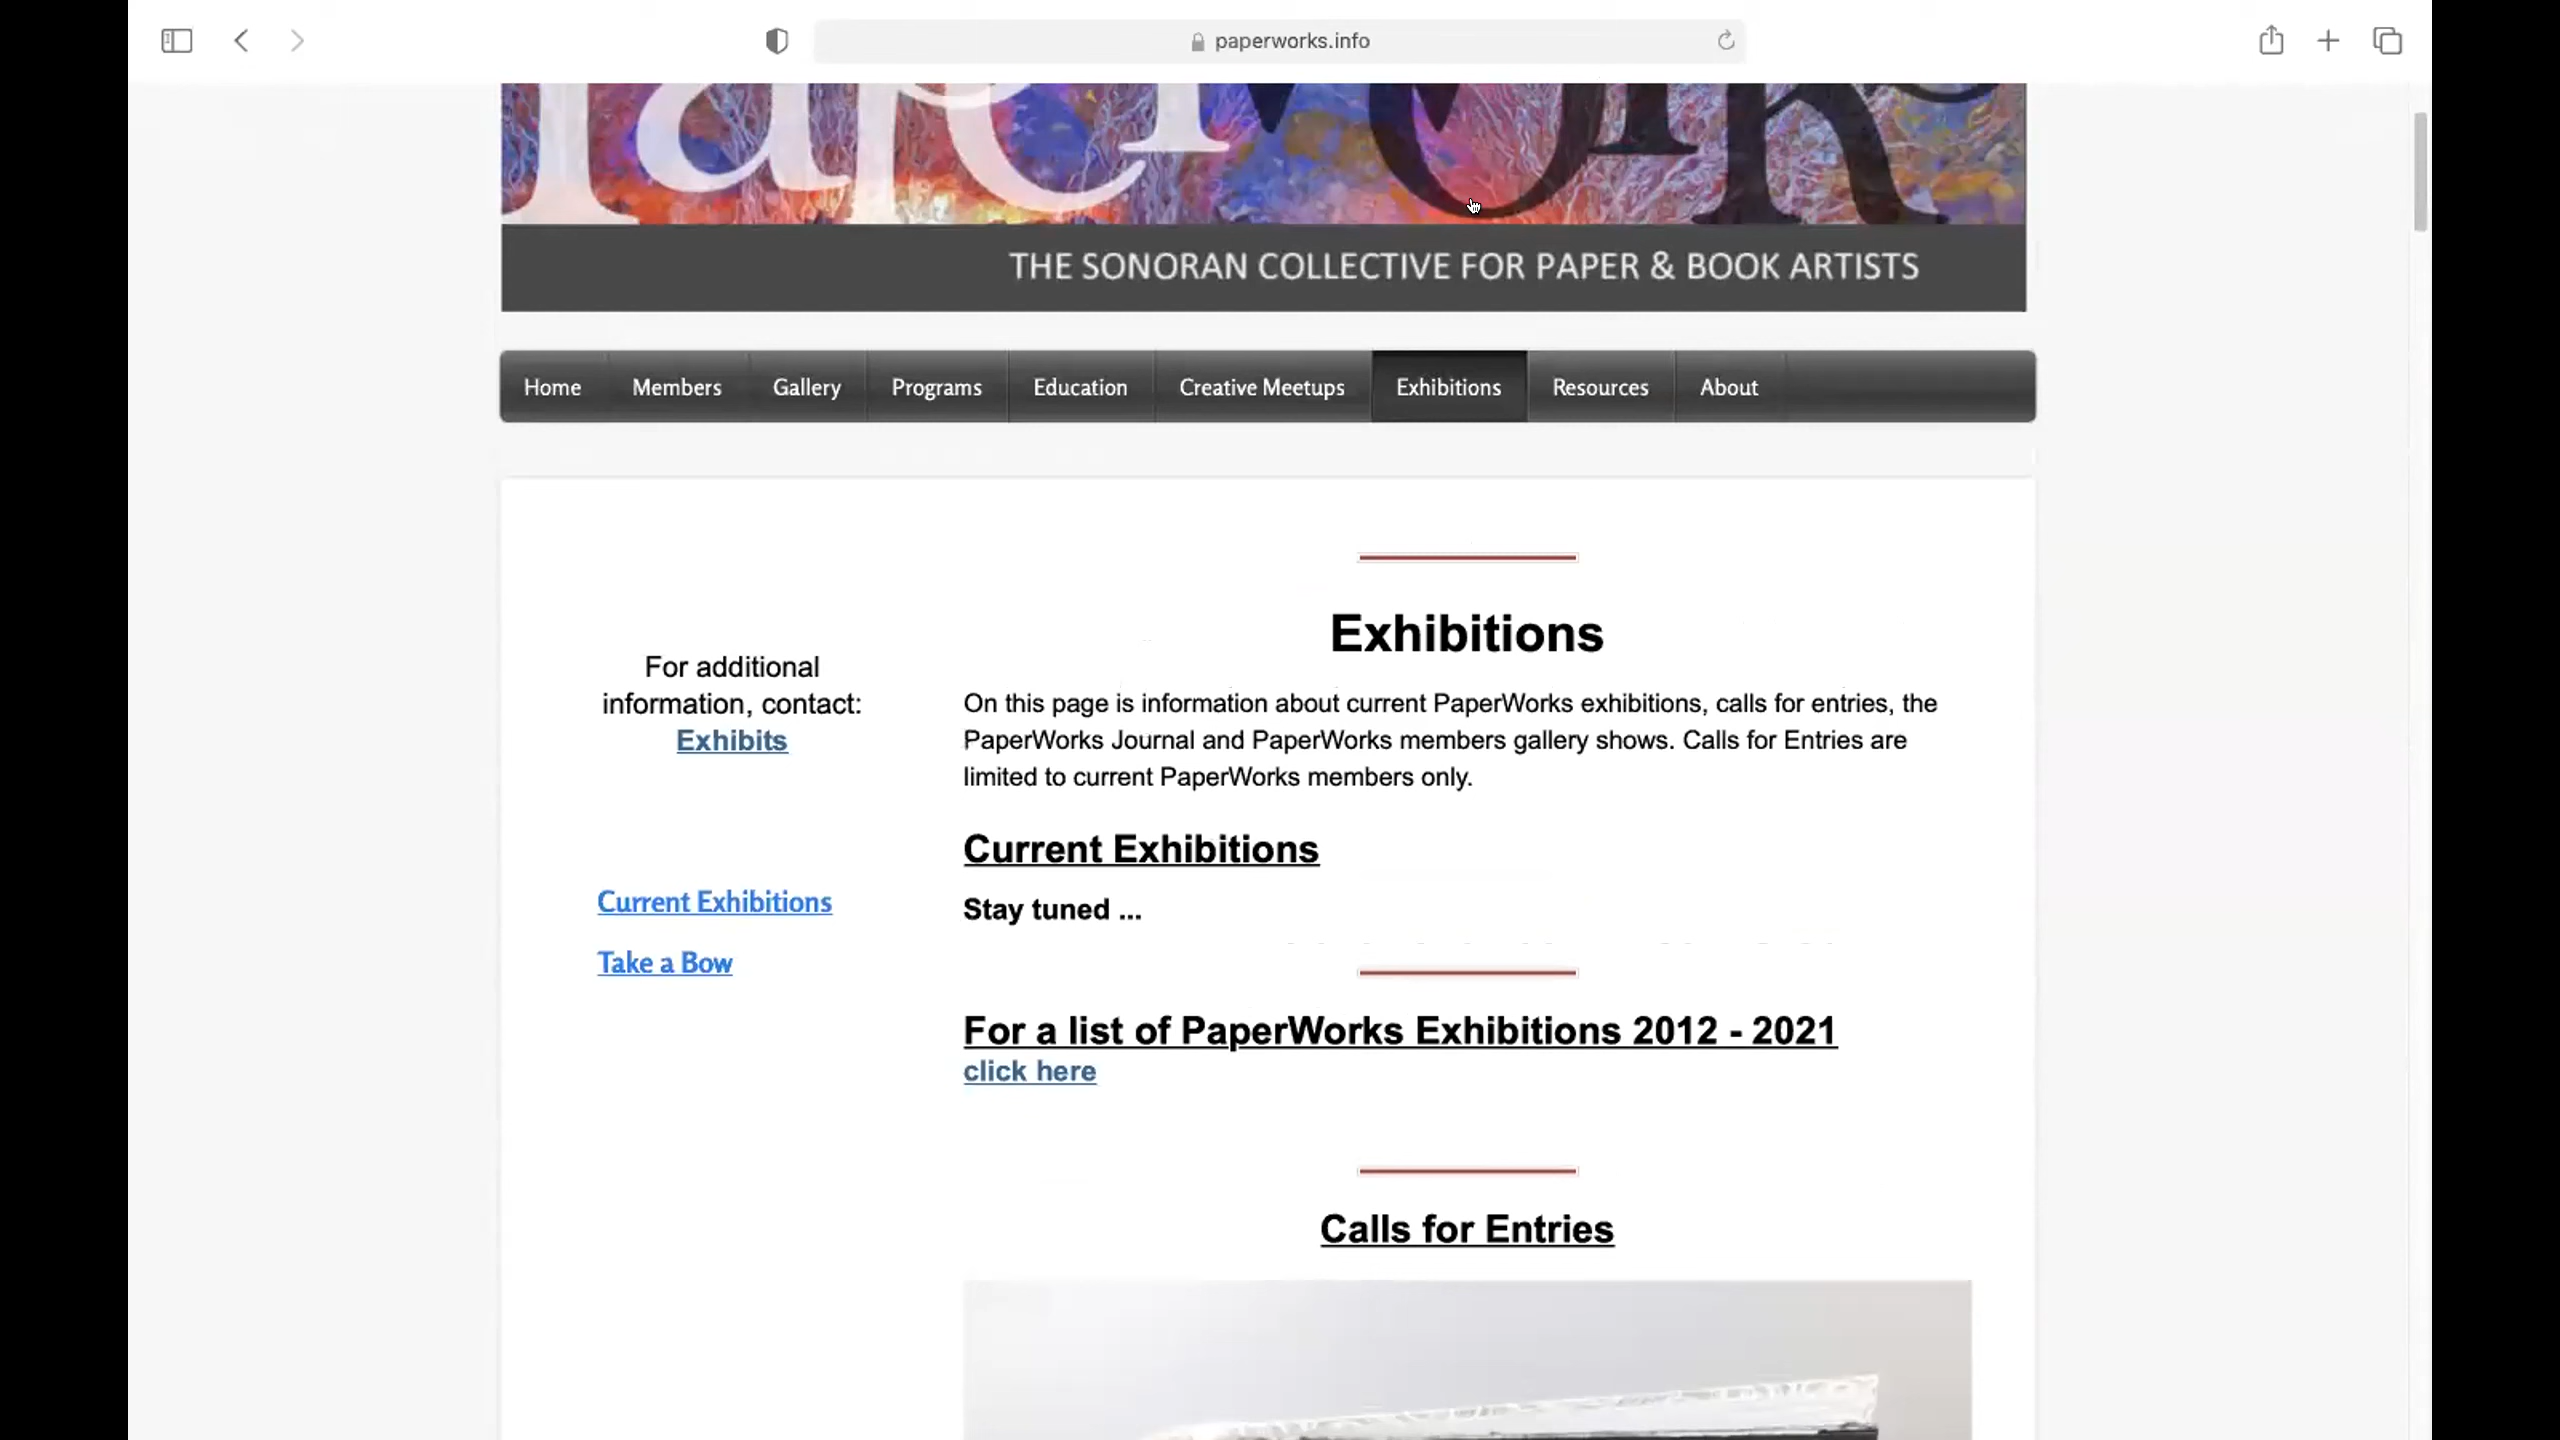 paperworks.info
PaperWork
THE SONORAN COLLECTIVE FOR PAPER & BOOK ARTISTS
Home Members Gallery Programs Education Creative Meetups Exhibitions Resources About
Exhibitions
For additional
information, contact:
Exhibits
On this page is information about current PaperWorks exhibitions, calls for entries, the
PaperWorks Journal and PaperWorks members gallery shows. Calls for Entries are
limited to current PaperWorks members only.
Current Exhibitions
Current Exhibitions
Stay tuned ...
Take a Bow
For a list of PaperWorks Exhibitions 2012 - 2021
click here
Calls for Entries